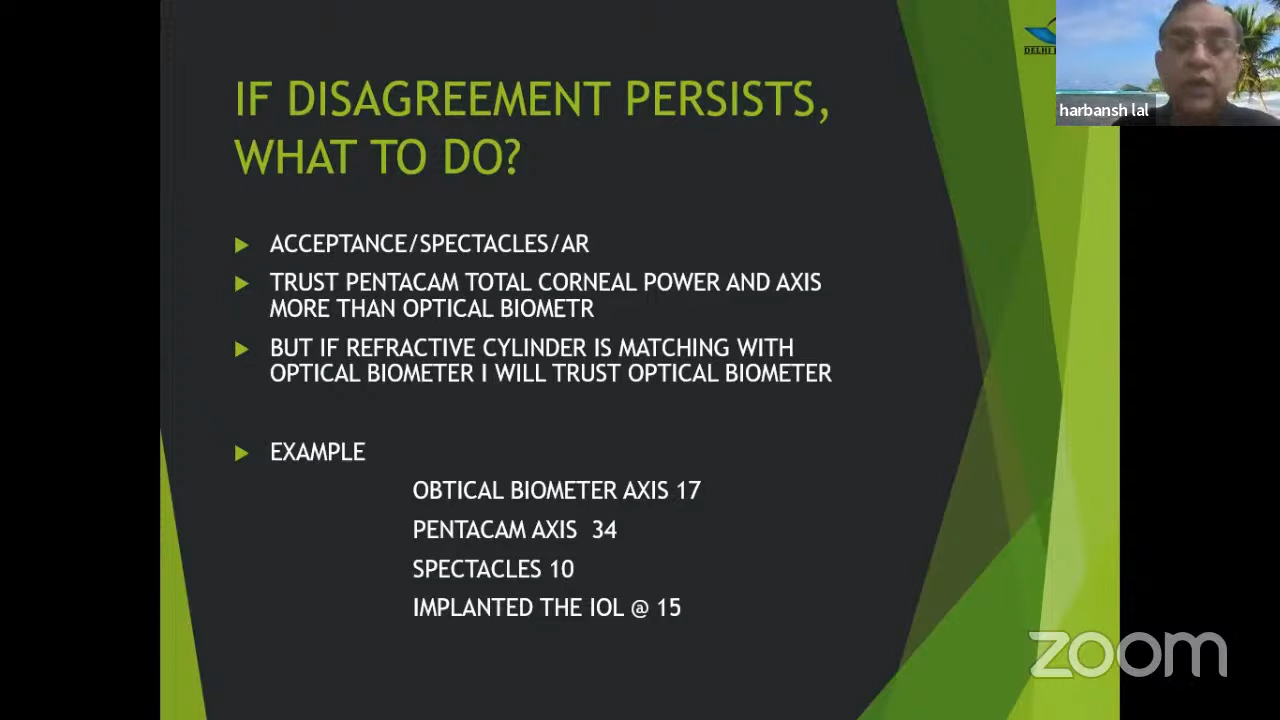 IF DISAGREEMENT PERSISTS,
WHAT TO DO?
ACCEPTANCE/SPECTACLES/AR
TRUST PENTACAM TOTAL CORNEAL POWER AND AXIS
MORE THAN OPTICAL BIOMETR
BUT IF REFRACTIVE CYLINDER IS MATCHING WITH
OPTICAL BIOMETER I WILL TRUST OPTICAL BIOMETER
EXAMPLE
OBTICAL BIOMETER AXIS 17
PENTACAM AXIS 34
SPECTACLES 10
IMPLANTED THE IOL @ 15
DELHI
harbansh lal
zoom